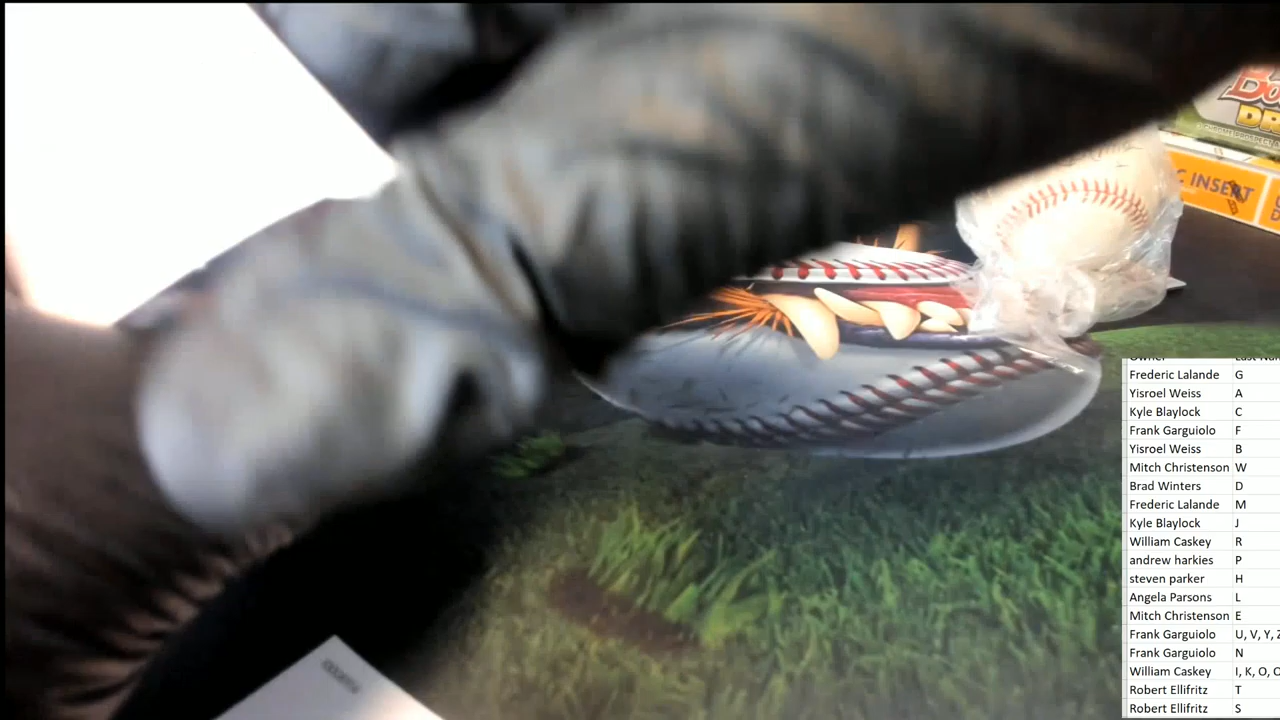 DR
C INSERT
Owner
Frederic Lalande G
Yisroel Weiss A
Kyle Blaylock C
Frank Garguiolo F
Yisroel Weiss B
Mitch Christenson W
Brad Winters D
Frederic Lalande M
Kyle Blaylock J
William Caskey R
andrew harkies P
steven parker H
Angela Parsons L
Mitch Christenson E
Frank Garguiolo U, V, Y, Z
Frank Garguiolo N
William Caskey I, K, O,
Robert Ellifritz T
Robert Ellifritz S